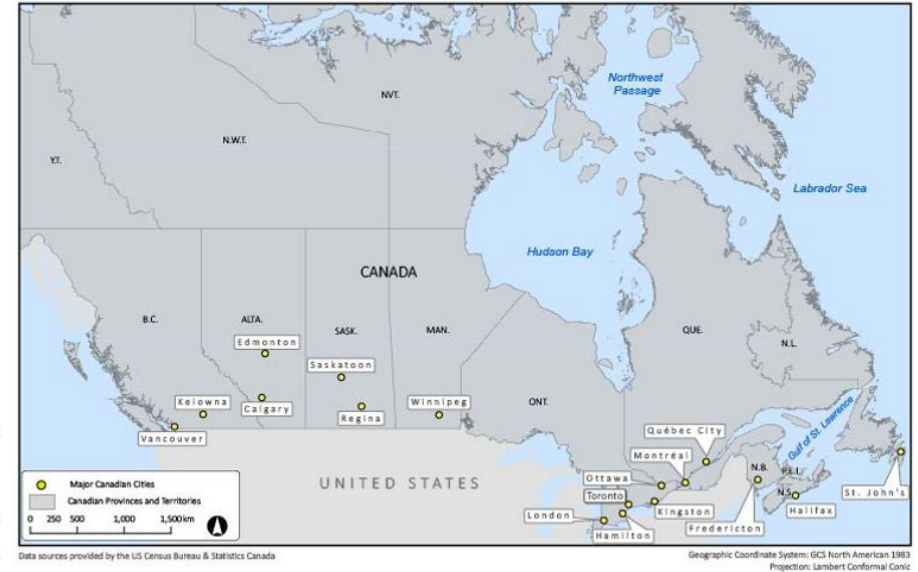 Northwest
Passage
NVT.
N.W.T.
Y.T.
Labrador Sea
Hudson Bay
CANADA
B.C.
ALTA.
SASK.
MAN.
QUE.
N.L.
Edmonton
Saskatoon
ONT.
Kelowna
Calgary
Regina
Winnipeg
Vancouver
Gulf of St. Lawrence
Québec City
Montréal
N.B.
P.E.I.
Ottawa
UNITED STATES
Toronto
N.S.
St. John's
London
Kingston
Halifax
Hamilton
Fredericton
Major Canadian Cities
Canadian Provinces and Territories
0 250 500 1,000 1,500km
Data sources provided by the US Census Bureau & Statistics Canada
Geographic Coordinate System: GCS North American 1983
Projection: Lambert Conformal Conic